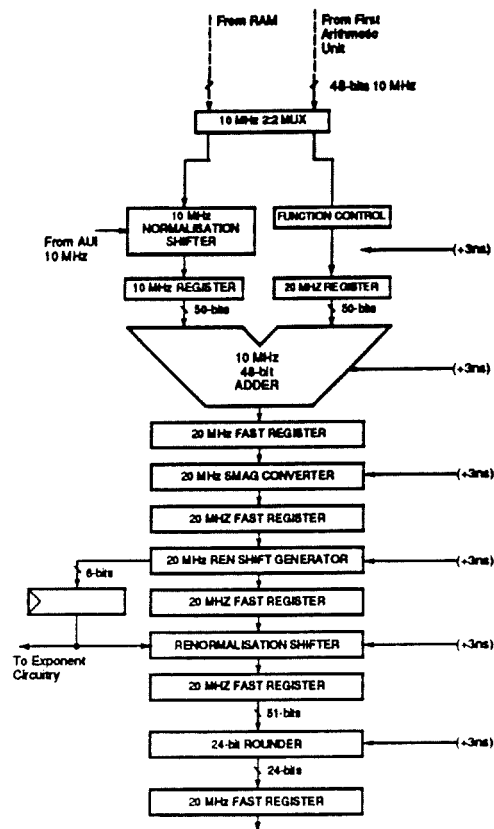 From RAM
From First
Arithmetic
Unit
48-bits 10 MHz
10 MHz 2:2 MUX
10 MHz
NORMALISATION
SHIFTER
FUNCTION CONTROL
From AUI
10 MHz
(+3ns)
10 MHz REGISTER
20 MHZ REGISTER
50-bits
50-bits
10 MHz
48-bit
ADDER
(+3ns)
20 MHz FAST REGISTER
20 MHz SMAG CONVERTER
(+3ns)
20 MHZ FAST REGISTER
20 MHz REN SHIFT GENERATOR
(+3ns)
6-bits
20 MHZ FAST REGISTER
RENORMALISATION SHIFTER
(+3ns)
To Exponent
Circuitry
20 MHZ FAST REGISTER
51-bits
24-bit ROUNDER
(+3ns)
24-bits
20 MHz FAST REGISTER